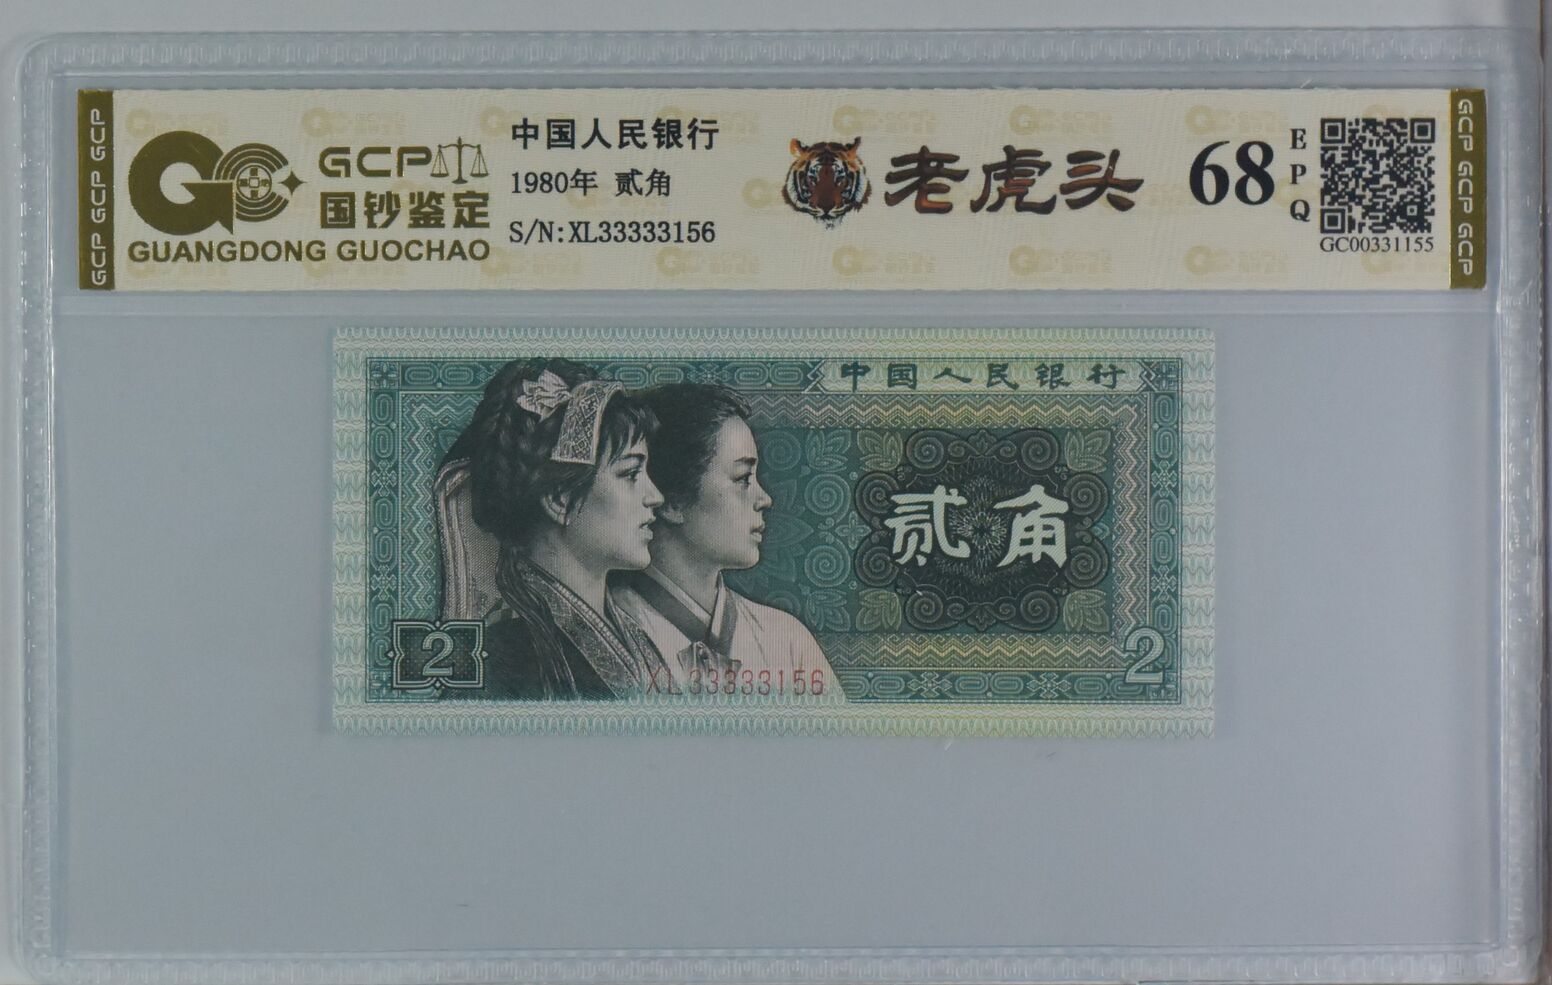 GCP GCP GCP
GCP
国钞鉴定
GUANGDONG GUOCHAO
中国人民银行
1980年 贰角
S/N:XL33333156
老虎头
68
EPQ
GC00331155
GCP GCP GCP
中国人民银行
贰角
2
2
XL33333156